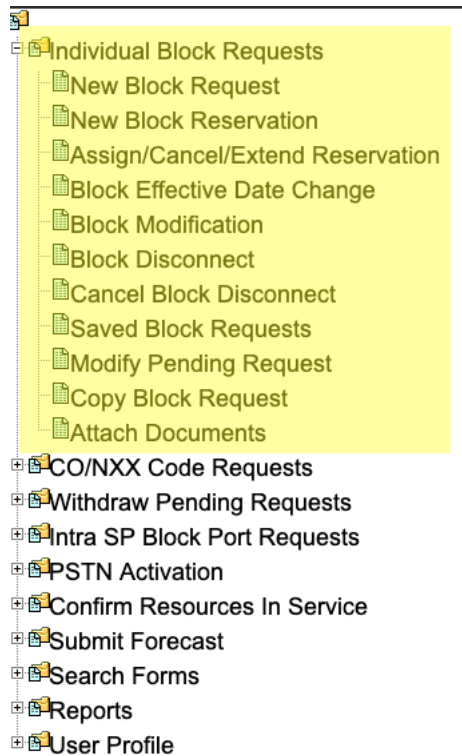 Individual Block Requests
New Block Request
New Block Reservation
Assign/Cancel/Extend Reservation
Block Effective Date Change
Block Modification
Block Disconnect
Cancel Block Disconnect
Saved Block Requests
Modify Pending Request
Copy Block Request
Attach Documents
CO/NXX Code Requests
Withdraw Pending Requests
Intra SP Block Port Requests
PSTN Activation
Confirm Resources In Service
Submit Forecast
Search Forms
Reports
User Profile